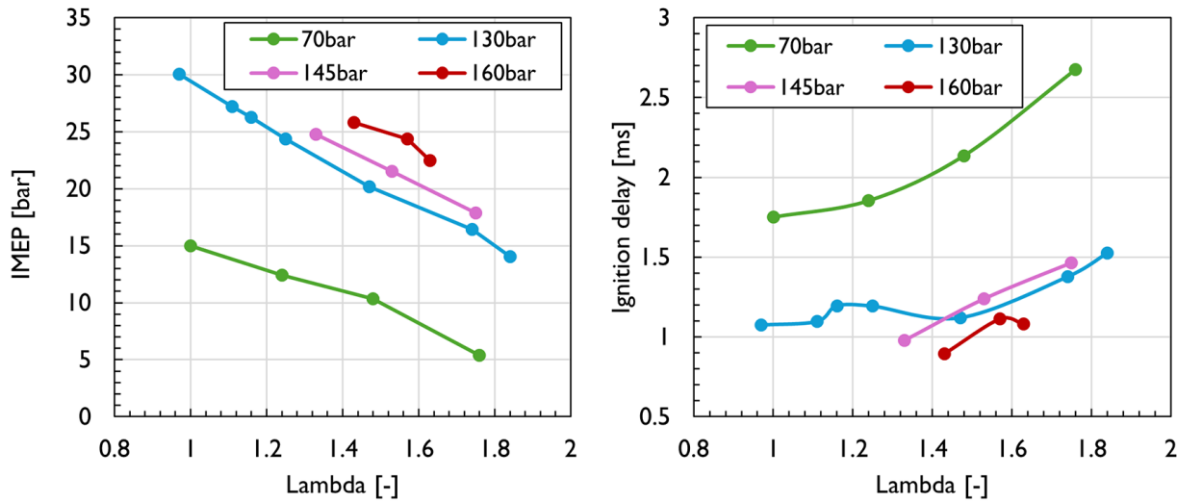 35
30
25
20
15
10
5
0
IMEP [bar]
70bar
130bar
145bar
160bar
0.8
1
1.2
1.4
1.6
1.8
2
Lambda [-]
3
2.5
2
1.5
1
0.5
Ignition delay [ms]
70bar
130bar
145bar
160bar
0.8
1
1.2
1.4
1.6
1.8
2
Lambda [-]